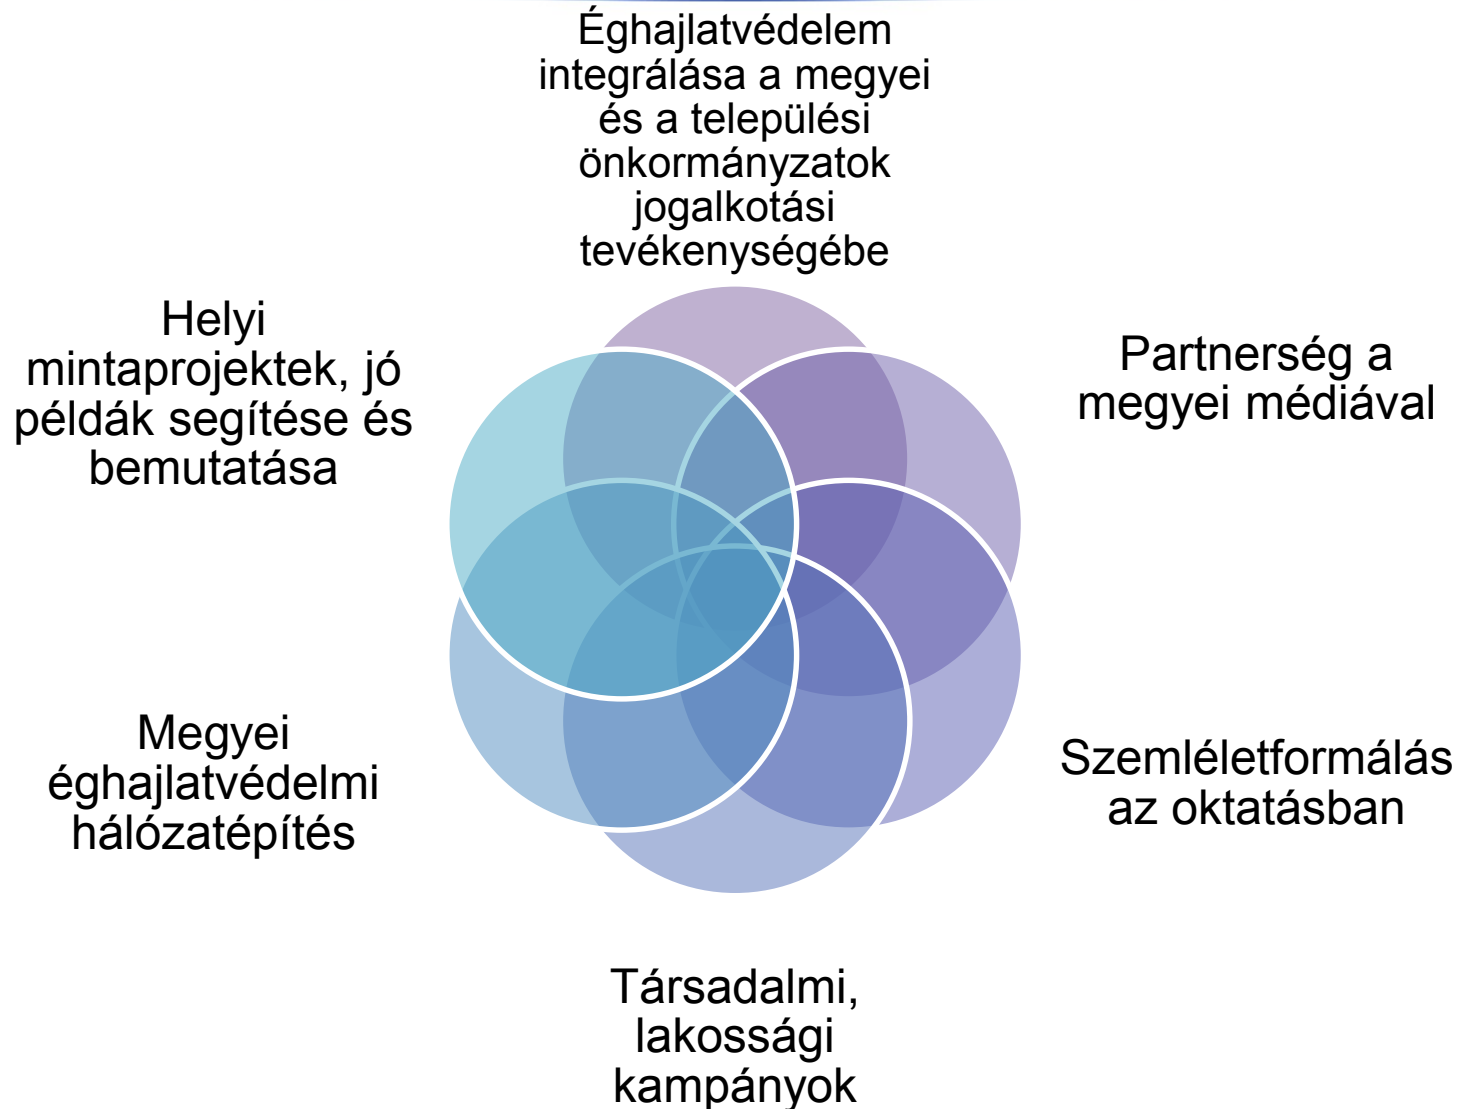 Éghajlatvédelem
integrálása a megyei
és a települési
önkormányzatok
jogalkotási
tevékenységébe
Partnerség a
megyei médiával
Szemléletformálás
az oktatásban
Társadalmi,
lakossági
kampányok
Megyei
éghajlatvédelmi
hálózatépítés
Helyi
mintaprojektek, jó
példák segítése és
bemutatása